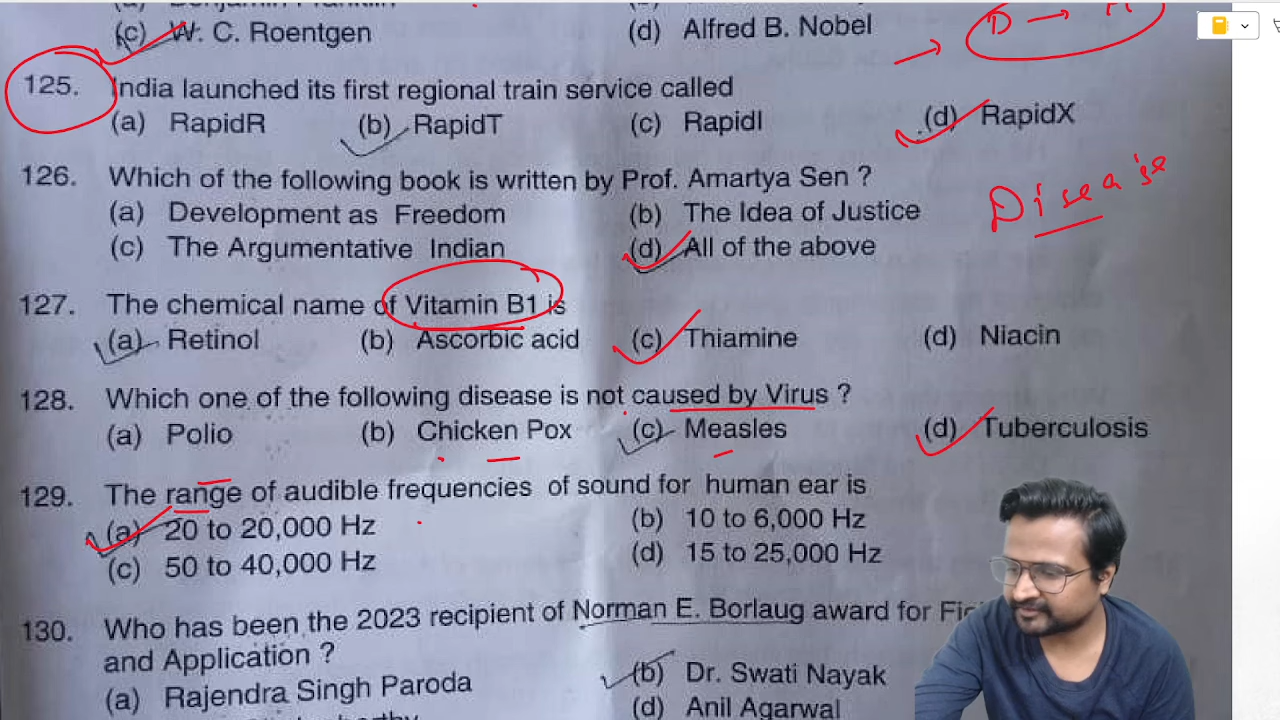 (c) W. C. Roentgen (d) Alfred B. Nobel
D →
125. India launched its first regional train service called
(a) RapidR (b) RapidT (c) RapidI (d) RapidX
126. Which of the following book is written by Prof. Amartya Sen ?
(a) Development as Freedom (b) The Idea of Justice
Disease
(c) The Argumentative Indian (d) All of the above
127. The chemical name of Vitamin B1 is
(a) Retinol (b) Ascorbic acid (c) Thiamine (d) Niacin
128. Which one of the following disease is not caused by Virus ?
(a) Polio (b) Chicken Pox (c) Measles (d) Tuberculosis
129. The range of audible frequencies of sound for human ear is
(a) 20 to 20,000 Hz (b) 10 to 6,000 Hz
(c) 50 to 40,000 Hz (d) 15 to 25,000 Hz
130. Who has been the 2023 recipient of Norman E. Borlaug award for
and Application ?
(a) Rajendra Singh Paroda (b) Dr. Swati Nayak
(d) Anil Agarwal